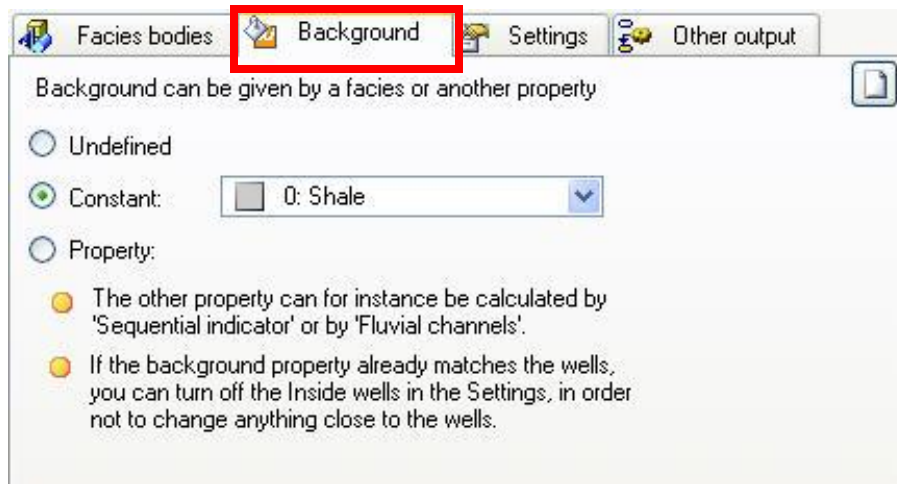 Facies bodies Background Settings Other output
Background can be given by a facies or another property
Undefined
Constant: 0: Shale
Property:
The other property can for instance be calculated by
'Sequential indicator' or by 'Fluvial channels'.
If the background property already matches the wells,
you can turn off the Inside wells in the Settings, in order
not to change anything close to the wells.